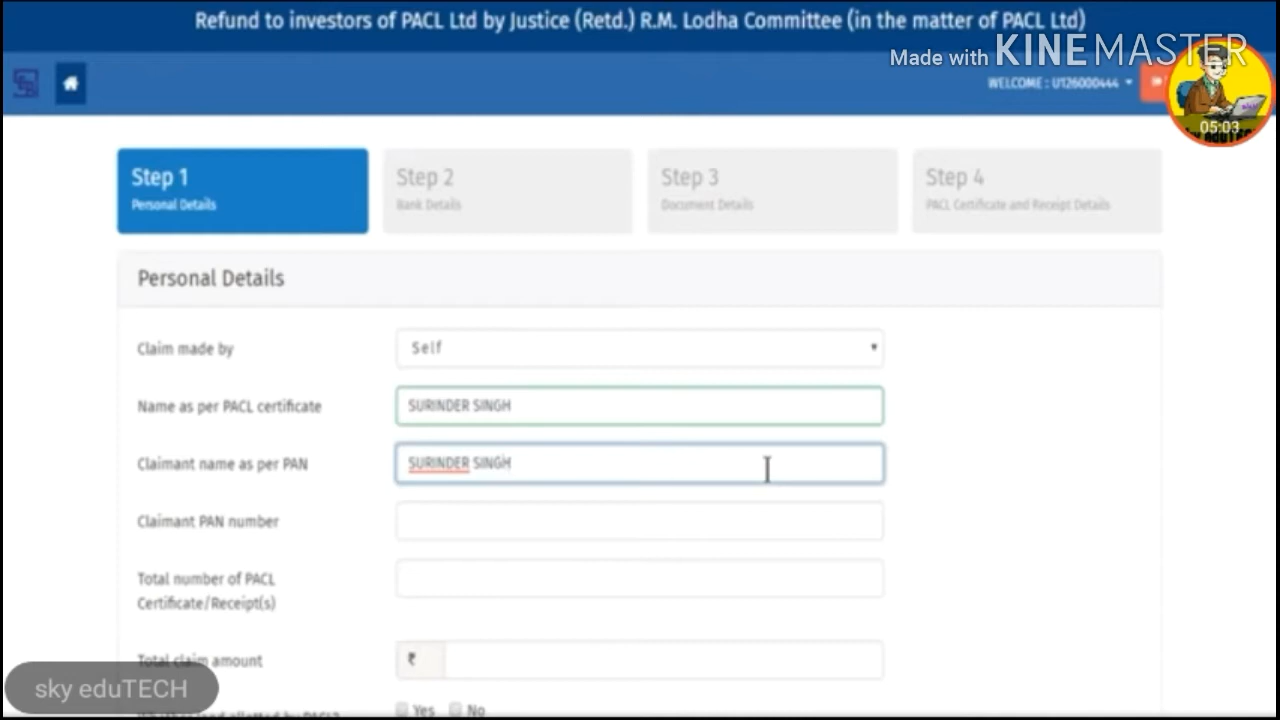 Refund to investors of PACL Ltd by Justice (Retd.) R.M. Lodha Committee (in the matter of PACL Ltd)
Made with KINEMASTER
WELCOME : U126000444
05:03
Step 1
Personal Details
Step 2
Bank Details
Step 3
Document Details
Step 4
PACL Certificate and Receipt Details
Personal Details
Claim made by
Self
Name as per PACL certificate
SURINDER SINGH
Claimant name as per PAN
SURINDER SINGH
Claimant PAN number
Total number of PACL
Certificate/Receipt(s)
Total claim amount
₹
sky eduTECH
Yes No